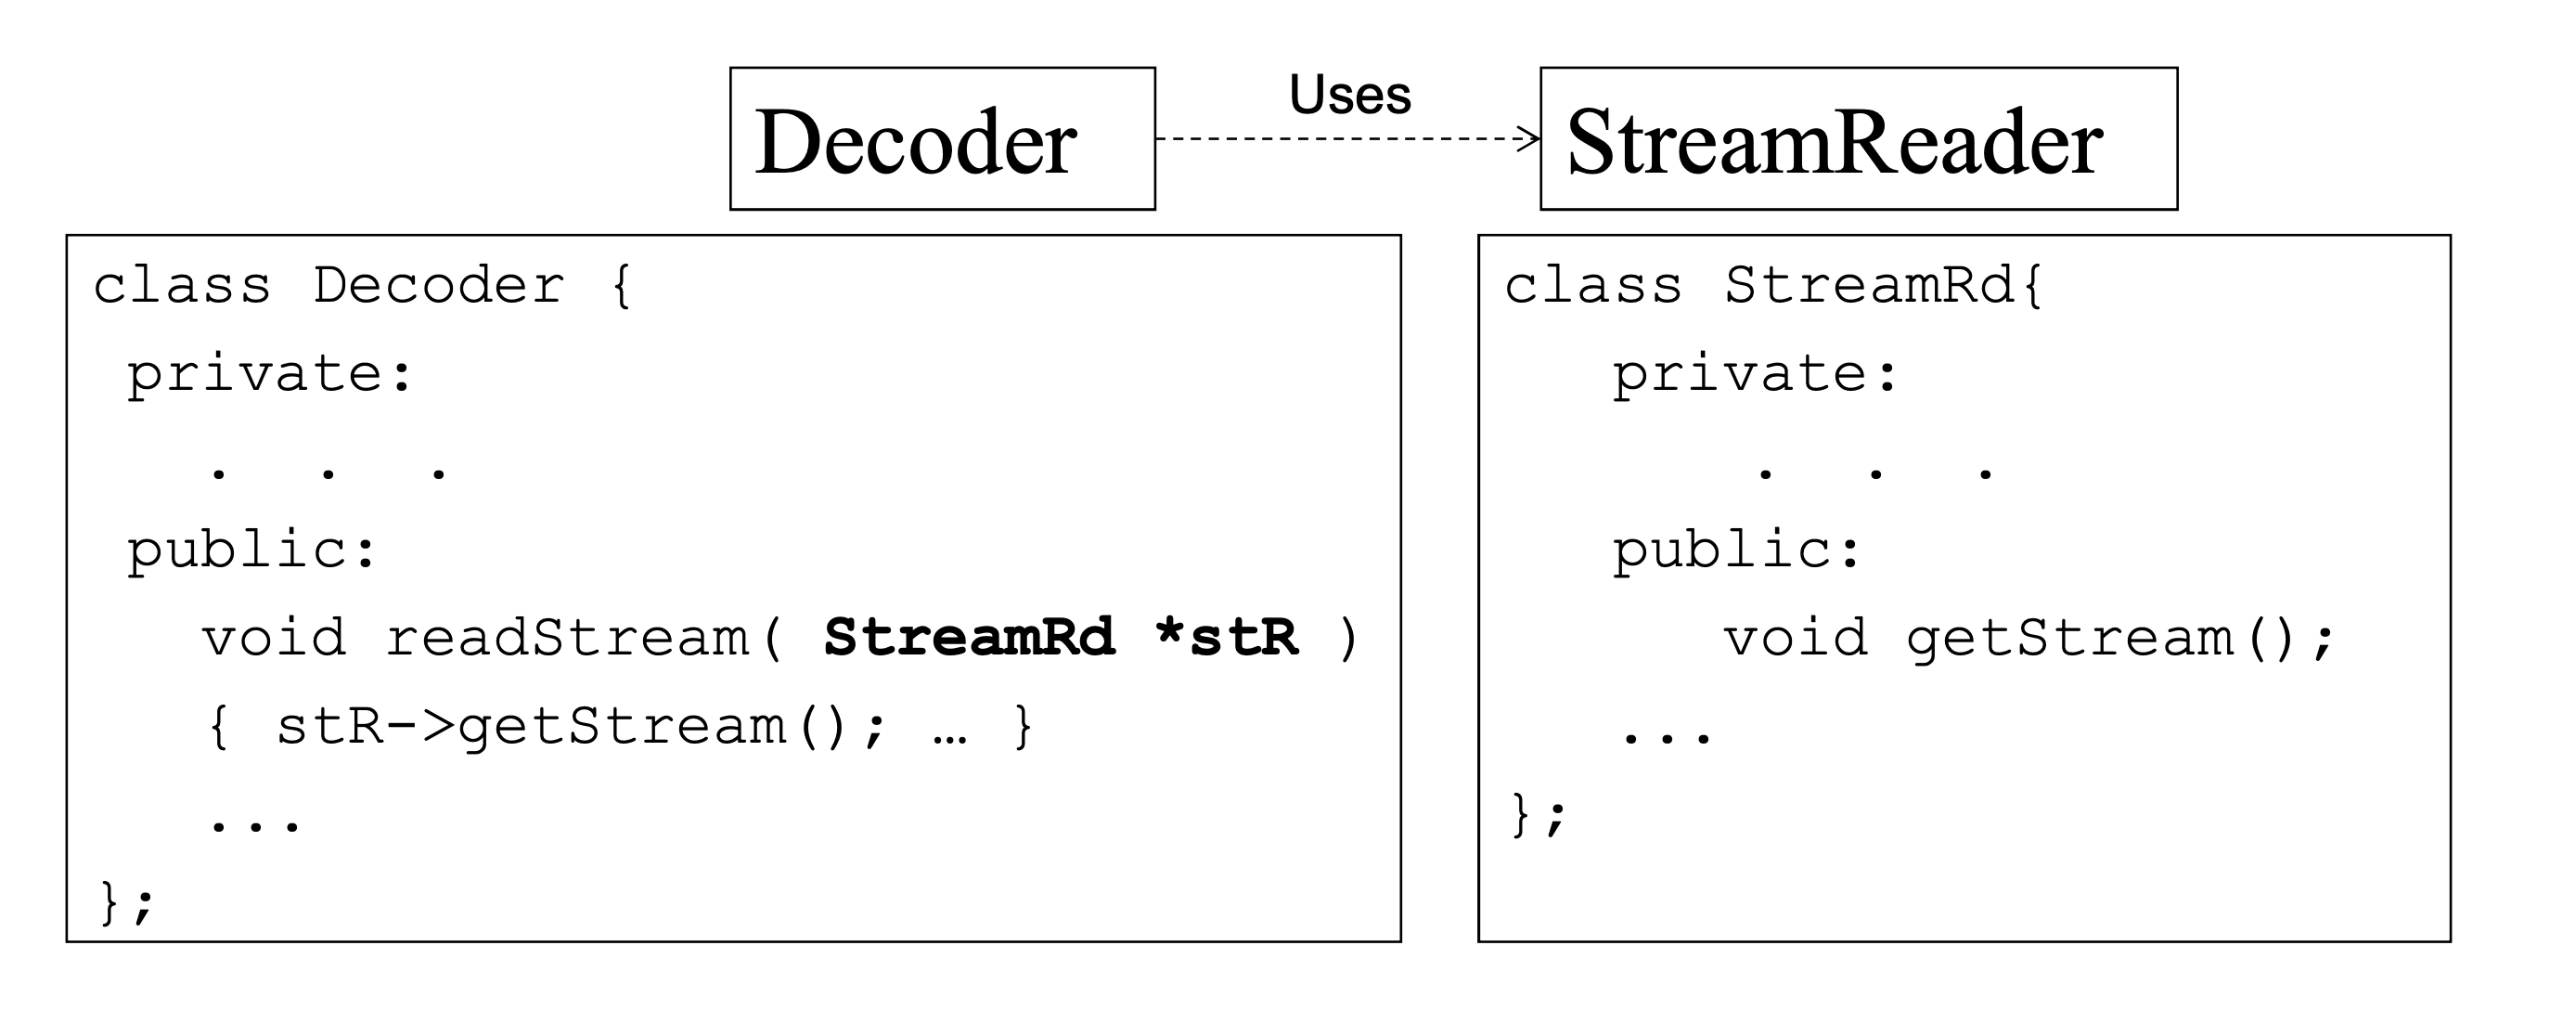 Uses
Decoder
StreamReader
class Decoder {
private:
. . .
public:
void readStream( StreamRd *stR )
{ stR->getStream(); … }
...
};
class StreamRd{
private:
. . .
public:
void getStream();
...
};